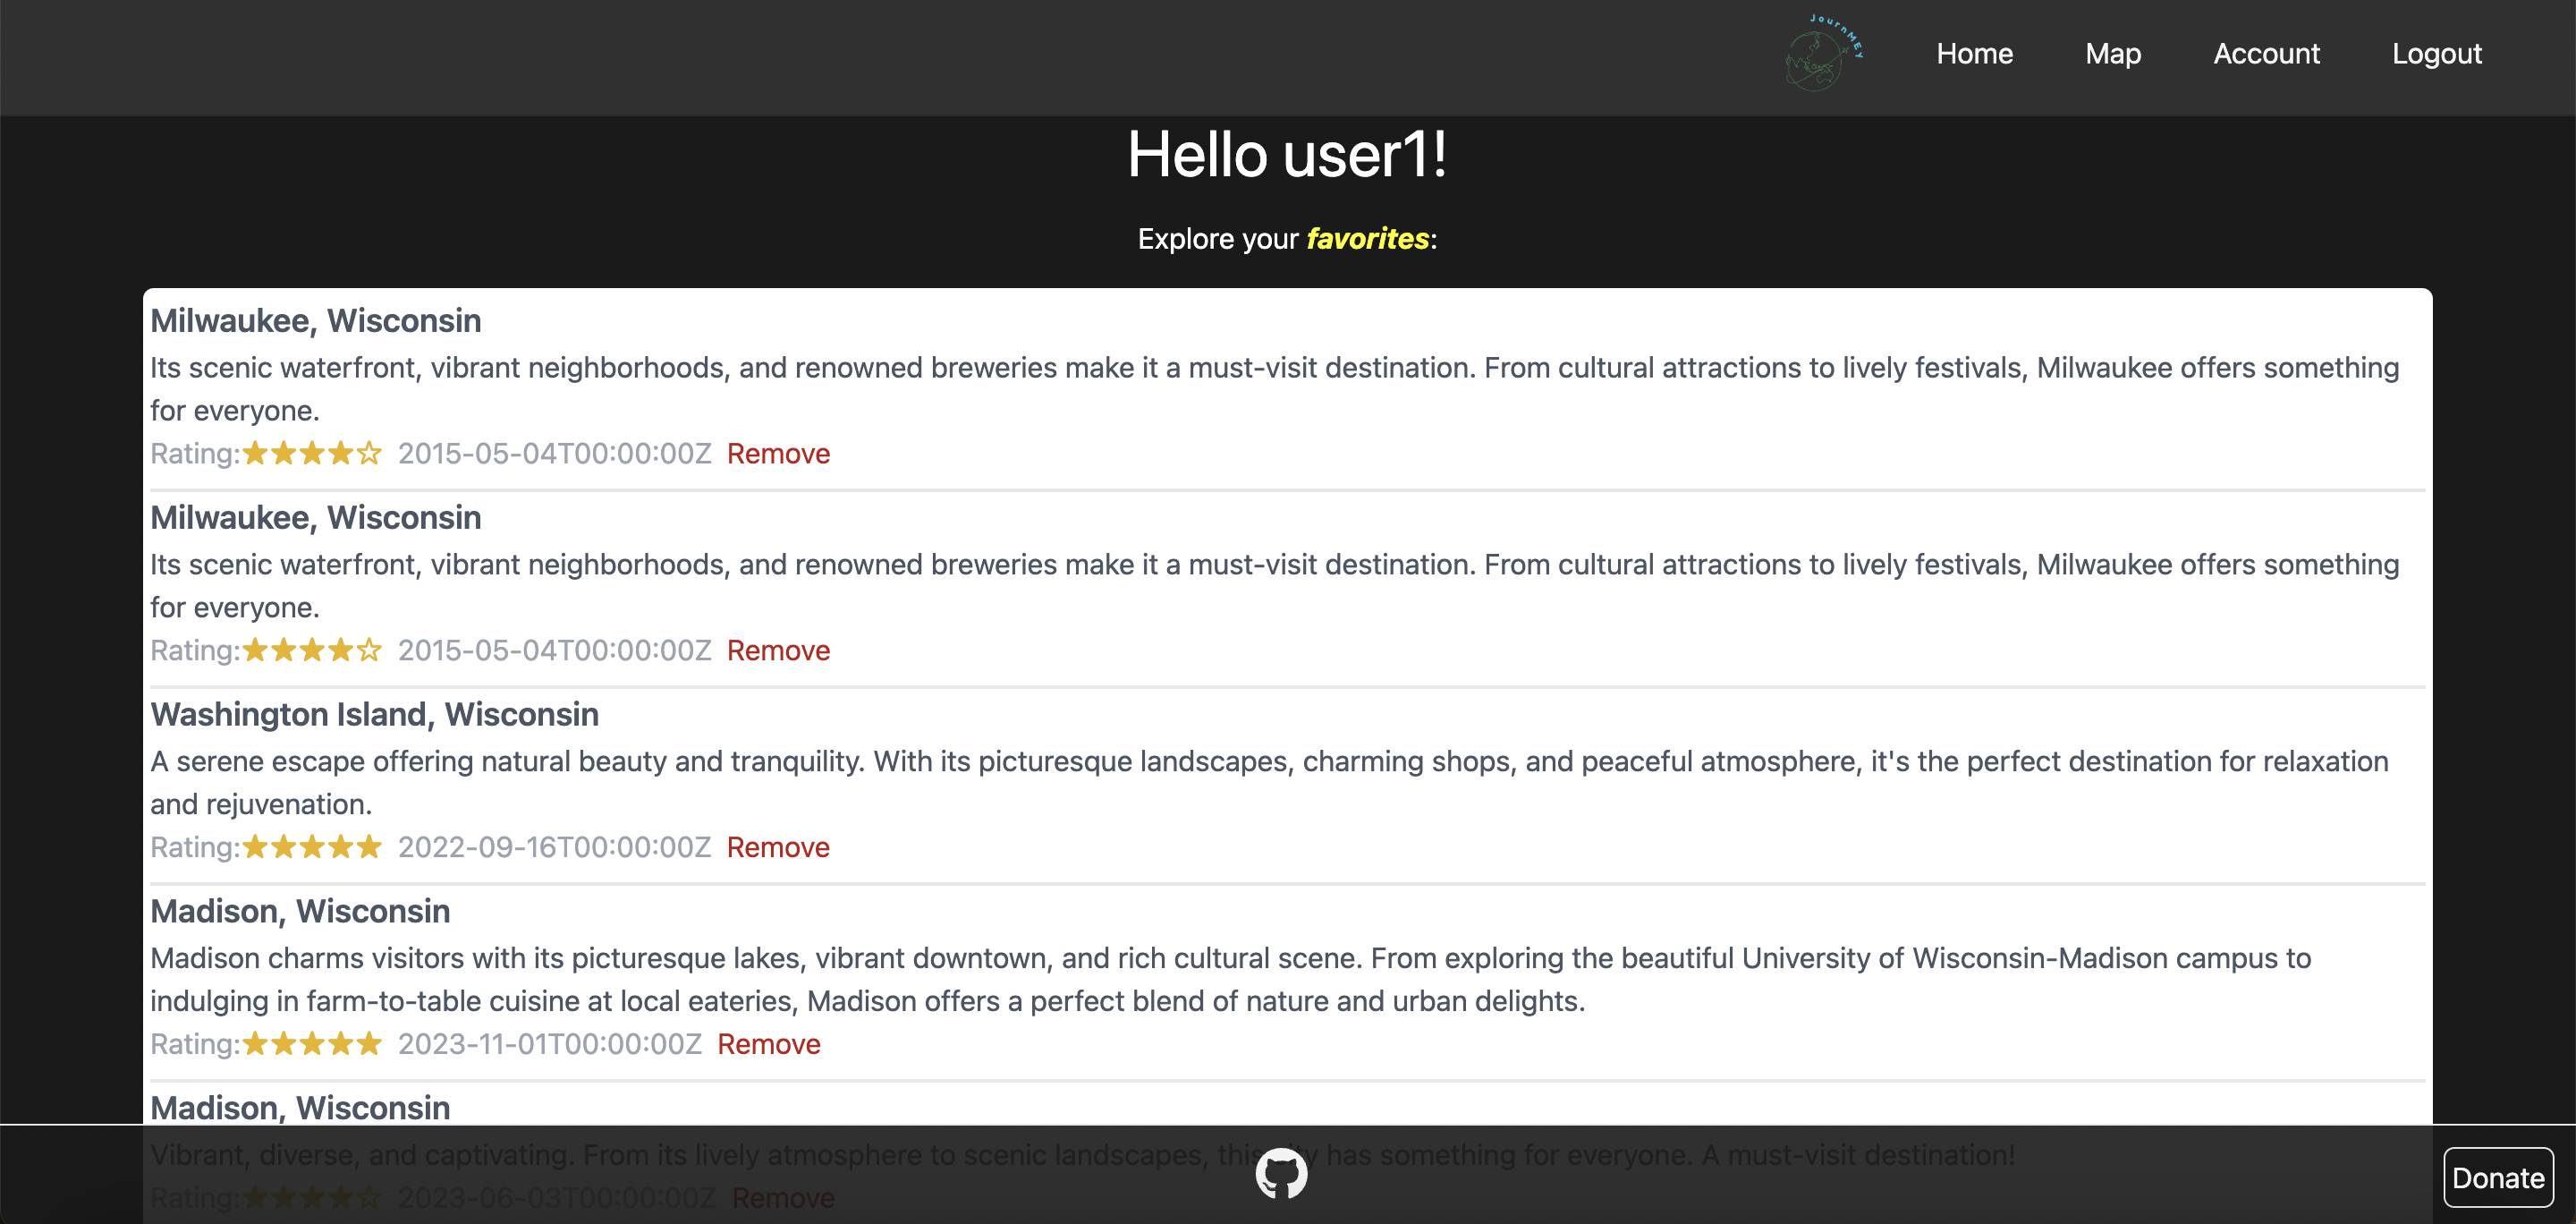 JournMEy
Home Map Account Logout
Hello user1!
Explore your favorites:
Milwaukee, Wisconsin
Its scenic waterfront, vibrant neighborhoods, and renowned breweries make it a must-visit destination. From cultural attractions to lively festivals, Milwaukee offers something
for everyone.
Rating: 2015-05-04T00:00:00Z Remove
Milwaukee, Wisconsin
Its scenic waterfront, vibrant neighborhoods, and renowned breweries make it a must-visit destination. From cultural attractions to lively festivals, Milwaukee offers something
for everyone.
Rating: 2015-05-04T00:00:00Z Remove
Washington Island, Wisconsin
A serene escape offering natural beauty and tranquility. With its picturesque landscapes, charming shops, and peaceful atmosphere, it's the perfect destination for relaxation
and rejuvenation.
Rating: 2022-09-16T00:00:00Z Remove
Madison, Wisconsin
Madison charms visitors with its picturesque lakes, vibrant downtown, and rich cultural scene. From exploring the beautiful University of Wisconsin-Madison campus to
indulging in farm-to-table cuisine at local eateries, Madison offers a perfect blend of nature and urban delights.
Rating: 2023-11-01T00:00:00Z Remove
Madison, Wisconsin
Vibrant, diverse, and captivating. From its lively atmosphere to scenic landscapes, this has something for everyone. A must-visit destination!
Rating: 2023-06-03T00:00:00Z Remove
Donate